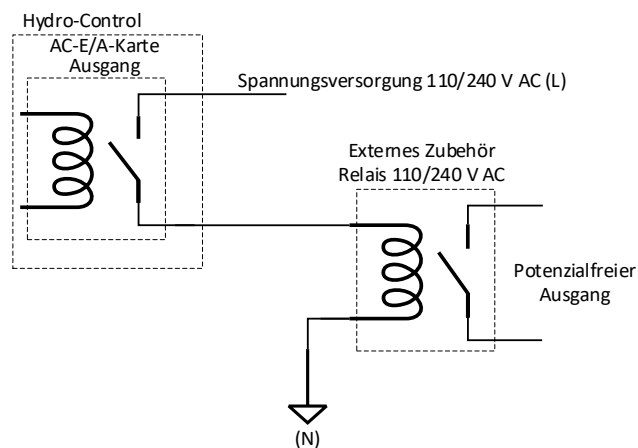 Hydro-Control
AC-E/A-Karte
Ausgang
Spannungsversorgung 110/240 V AC (L)
Externes Zubehör
Relais 110/240 V AC
Potenzialfreier
Ausgang
(N)